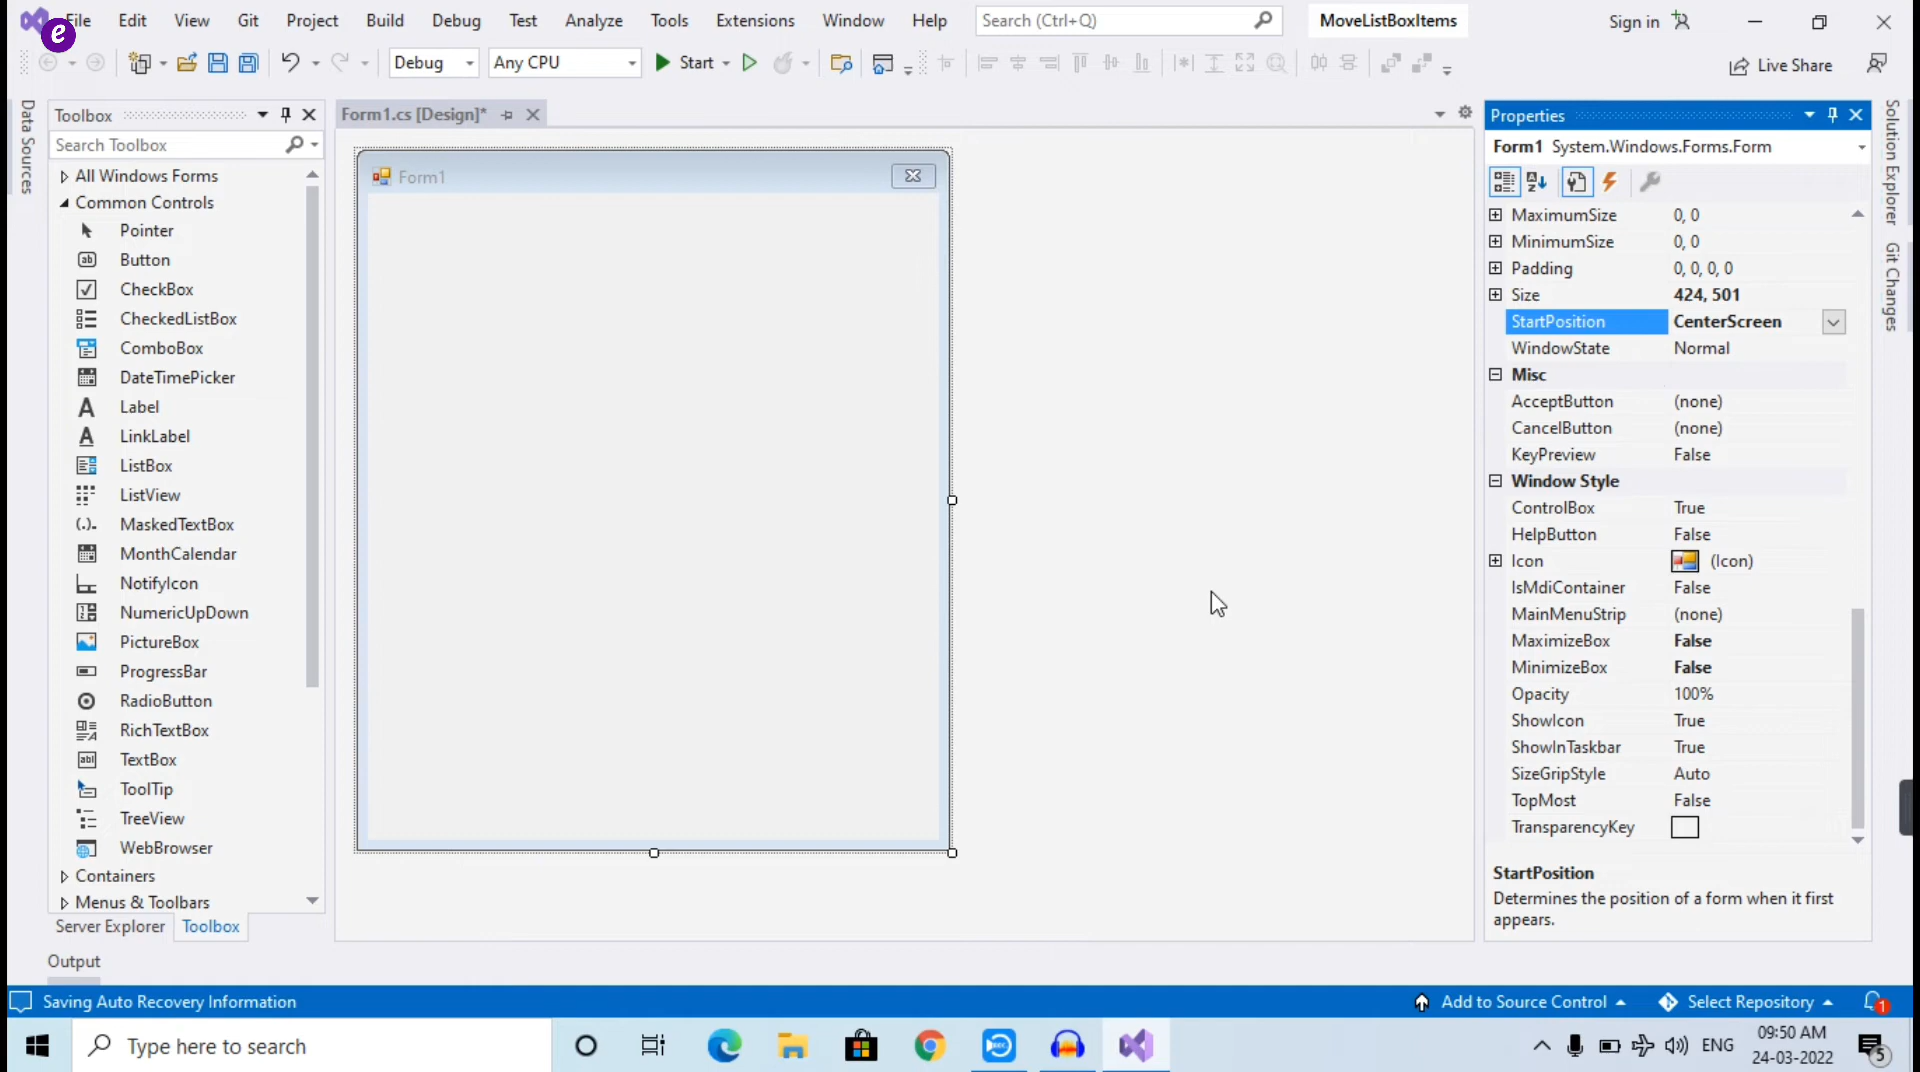 File Edit View Git Project Build Debug Test Analyze Tools Extensions Window Help Search (Ctrl+Q) MoveListBoxItems Sign in
e
Debug Any CPU Start Live Share
Data Sources
Toolbox
Search Toolbox
All Windows Forms
Common Controls
Pointer
Button
CheckBox
CheckedListBox
ComboBox
DateTimePicker
Label
LinkLabel
ListBox
ListView
MaskedTextBox
MonthCalendar
NotifyIcon
NumericUpDown
PictureBox
ProgressBar
RadioButton
RichTextBox
TextBox
ToolTip
TreeView
WebBrowser
Containers
Menus & Toolbars
Server Explorer Toolbox
Form1.cs [Design]*
Form1
Properties
Form1 System.Windows.Forms.Form
MaximumSize 0, 0
MinimumSize 0, 0
Padding 0, 0, 0, 0
Size 424, 501
StartPosition CenterScreen
WindowState Normal
Misc
AcceptButton (none)
CancelButton (none)
KeyPreview False
Window Style
ControlBox True
HelpButton False
Icon (Icon)
IsMdiContainer False
MainMenuStrip (none)
MaximizeBox False
MinimizeBox False
Opacity 100%
ShowIcon True
ShowInTaskbar True
SizeGripStyle Auto
TopMost False
TransparencyKey
StartPosition
Determines the position of a form when it first
appears.
Solution Explorer
Git Changes
Output
Saving Auto Recovery Information Add to Source Control Select Repository 1
Type here to search ENG 09:50 AM
24-03-2022
5